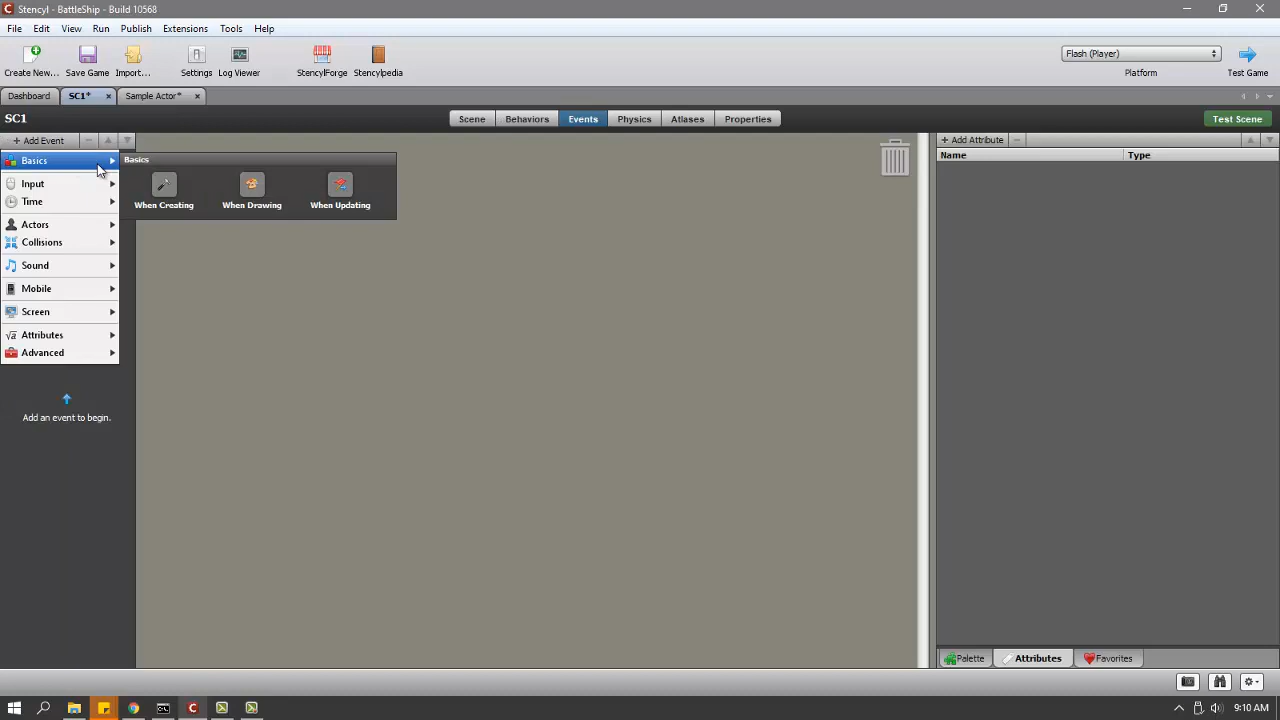 Stencyl - BattleShip - Build 10568
File Edit View Run Publish Extensions Tools Help
Create New... Save Game Import... Settings Log Viewer StencylForge Stencylpedia
Flash (Player)
Platform
Test Game
Dashboard SC1* Sample Actor*
SC1
Scene Behaviors Events Physics Atlases Properties
Test Scene
+ Add Event
+ Add Attribute
Name Type
Basics
Input
Time
Actors
Collisions
Sound
Mobile
Screen
Attributes
Advanced
Basics
When Creating When Drawing When Updating
Add an event to begin.
Palette Attributes Favorites
9:10 AM